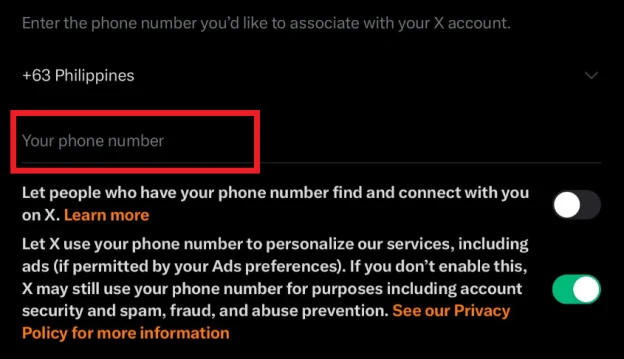 Enter the phone number you’d like to associate with your X account.
+63 Philippines
Your phone number
Let people who have your phone number find and connect with you
on X. Learn more
Let X use your phone number to personalize our services, including
ads (if permitted by your Ads preferences). If you don’t enable this,
X may still use your phone number for purposes including account
security and spam, fraud, and abuse prevention. See our Privacy
Policy for more information